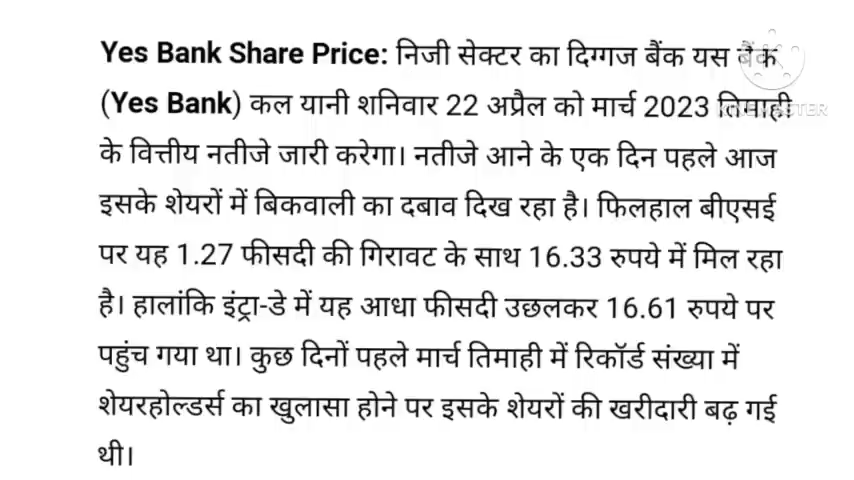 Yes Bank Share Price: निजी सेक्टर का दिग्गज बैंक यस बैंक
(Yes Bank) कल यानी शनिवार 22 अप्रैल को मार्च 2023 तिमाही
के वित्तीय नतीजे जारी करेगा। नतीजे आने के एक दिन पहले आज
इसके शेयरों में बिकवाली का दबाव दिख रहा है। फिलहाल बीएसई
पर यह 1.27 फीसदी की गिरावट के साथ 16.33 रुपये में मिल रहा
है। हालांकि इंट्रा-डे में यह आधा फीसदी उछलकर 16.61 रुपये पर
पहुंच गया था। कुछ दिनों पहले मार्च तिमाही में रिकॉर्ड संख्या में
शेयरहोल्डर्स का खुलासा होने पर इसके शेयरों की खरीदारी बढ़ गई
थी।
KINEMASTER